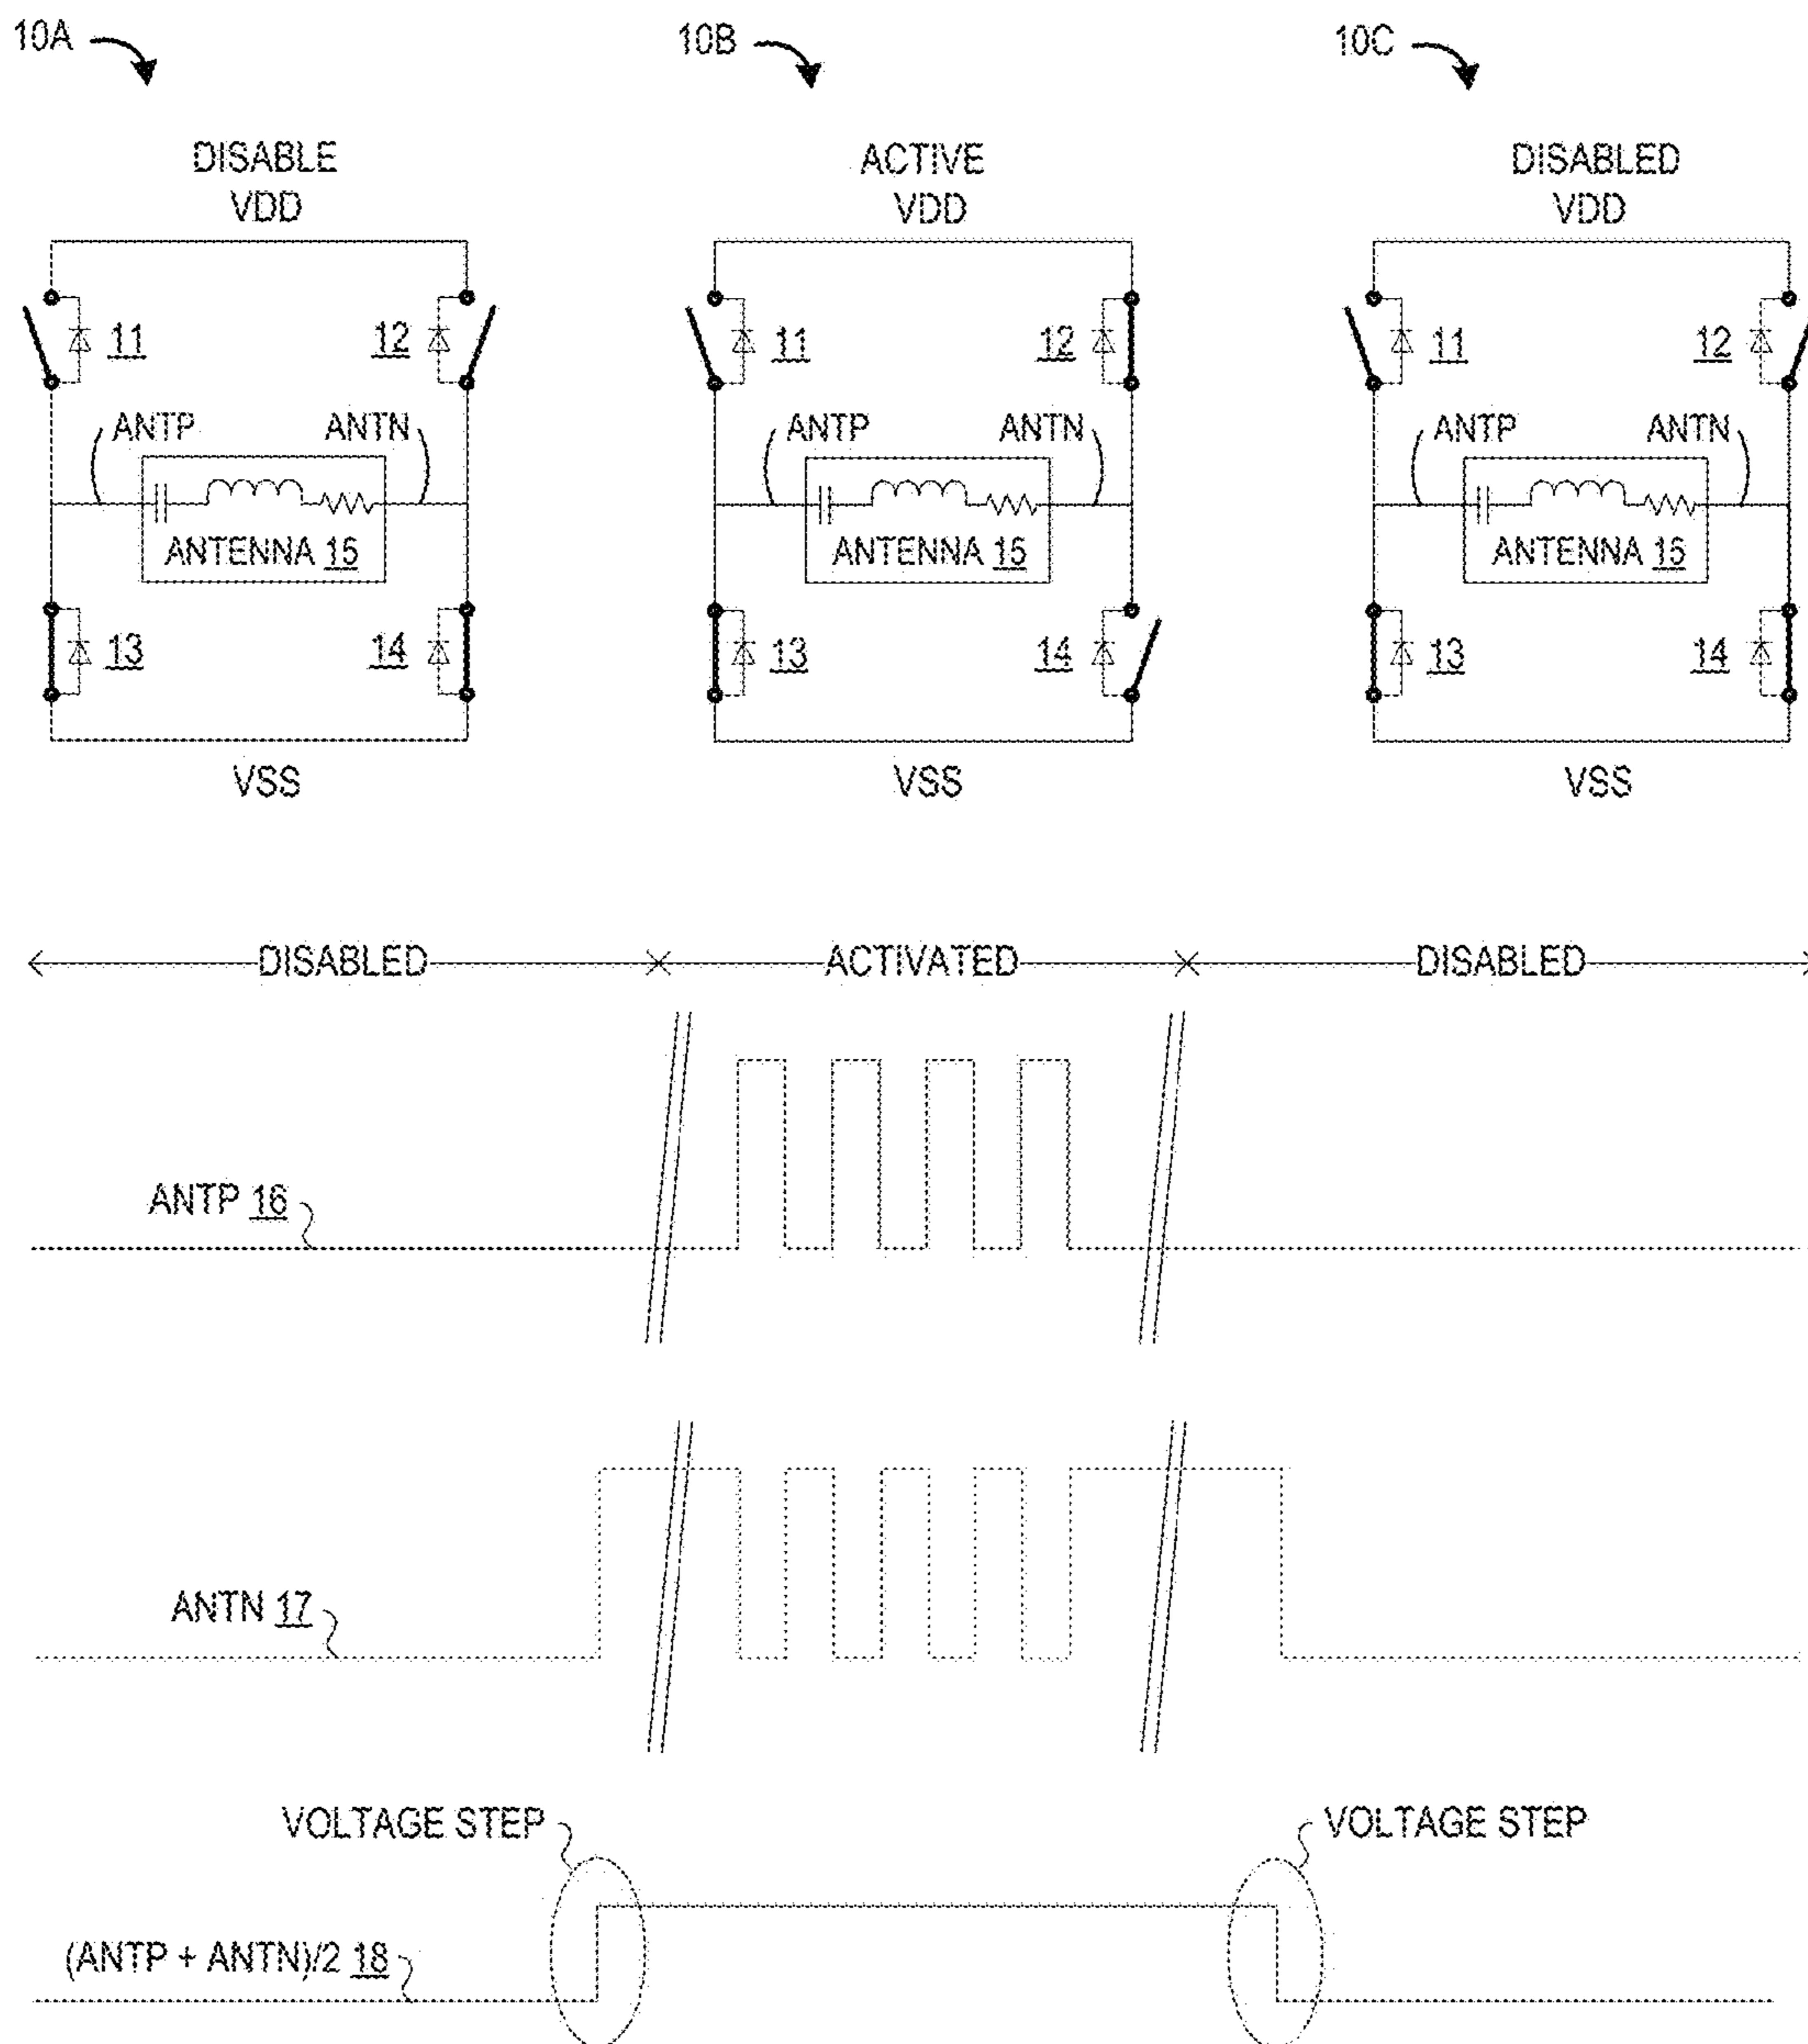 10A
10B
10C
DISABLE
VDD
ACTIVE
VDD
DISABLED
VDD
11
12
11
12
11
12
ANTP
ANTN
ANTP
ANTN
ANTP
ANTN
ANTENNA 15
ANTENNA 15
ANTENNA 15
13
14
13
14
13
14
VSS
VSS
VSS
DISABLED
ACTIVATED
DISABLED
ANTP 16
ANTN 17
VOLTAGE STEP
VOLTAGE STEP
(ANTP + ANTN)/2 18